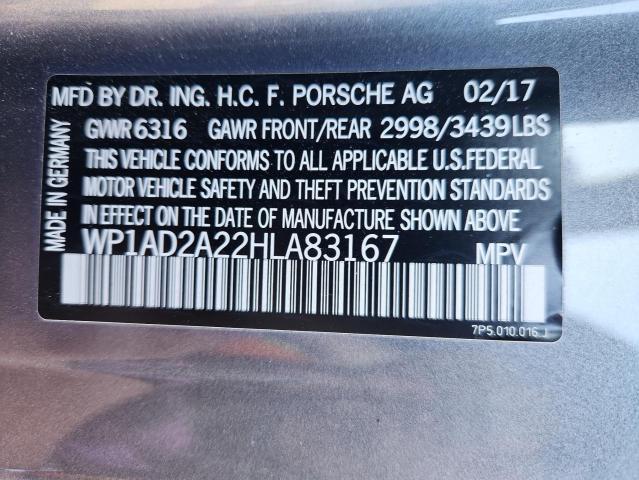 MFD BY DR. ING. H.C. F. PORSCHE AG 02/17
GVWR 6316 GAWR FRONT/REAR 2998/3439 LBS
THIS VEHICLE CONFORMS TO ALL APPLICABLE U.S.FEDERAL
MOTOR VEHICLE SAFETY AND THEFT PREVENTION STANDARDS
IN EFFECT ON THE DATE OF MANUFACTURE SHOWN ABOVE
WP1AD2A22HLA83167 MPV
7P5.010.016 J
MADE IN GERMANY